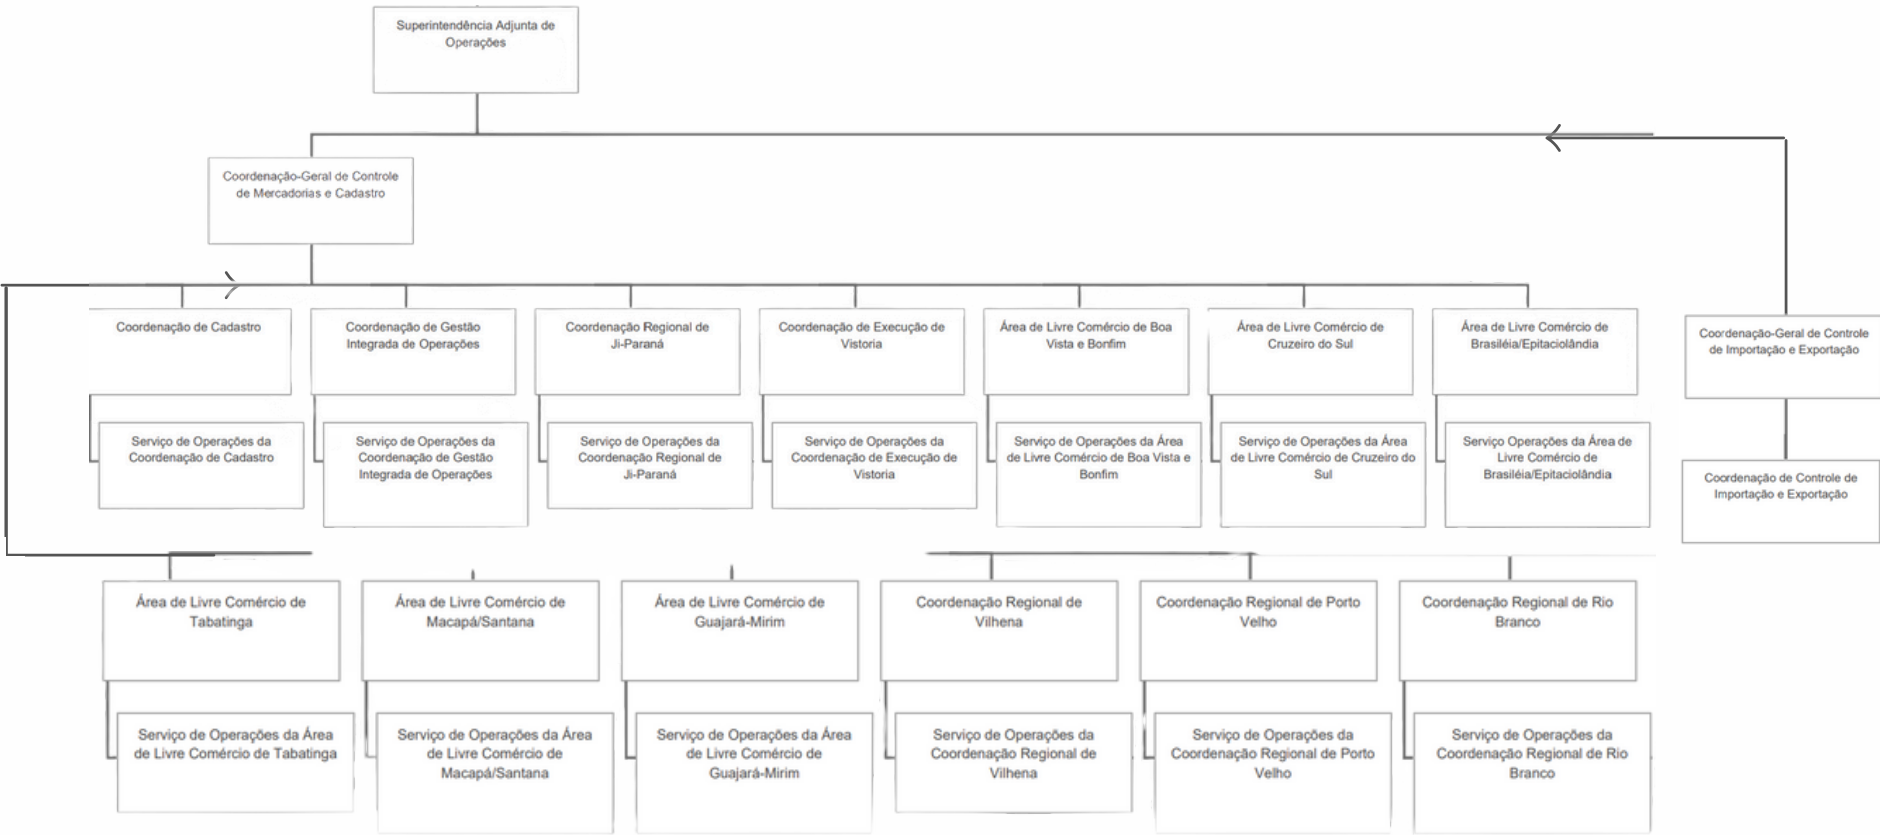 Superintendência Adjunta de
Operações
Coordenação-Geral de Controle
de Mercadorias e Cadastro
Coordenação de Cadastro
Coordenação de Gestão
Integrada de Operações
Coordenação Regional de
Ji-Paraná
Coordenação de Execução de
Vistoria
Área de Livre Comércio de Boa
Vista e Bonfim
Área de Livre Comércio de
Cruzeiro do Sul
Área de Livre Comércio de
Brasiléia/Epitaciolândia
Coordenação-Geral de Controle
de Importação e Exportação
Serviço de Operações da
Coordenação de Cadastro
Serviço de Operações da
Coordenação de Gestão
Integrada de Operações
Serviço de Operações da
Coordenação Regional de
Ji-Paraná
Serviço de Operações da
Coordenação de Execução de
Vistoria
Serviço de Operações da Área
de Livre Comércio de Boa Vista e
Bonfim
Serviço de Operações da Área
de Livre Comércio de Cruzeiro do
Sul
Serviço Operações da Área de
Livre Comércio de
Brasiléia/Epitaciolândia
Coordenação de Controle de
Importação e Exportação
Área de Livre Comércio de
Tabatinga
Área de Livre Comércio de
Macapá/Santana
Área de Livre Comércio de
Guajará-Mirim
Coordenação Regional de
Vilhena
Coordenação Regional de Porto
Velho
Coordenação Regional de Rio
Branco
Serviço de Operações da Área
de Livre Comércio de Tabatinga
Serviço de Operações da Área
de Livre Comércio de
Macapá/Santana
Serviço de Operações da Área
de Livre Comércio de
Guajará-Mirim
Serviço de Operações da
Coordenação Regional de
Vilhena
Serviço de Operações da
Coordenação Regional de Porto
Velho
Serviço de Operações da
Coordenação Regional de Rio
Branco